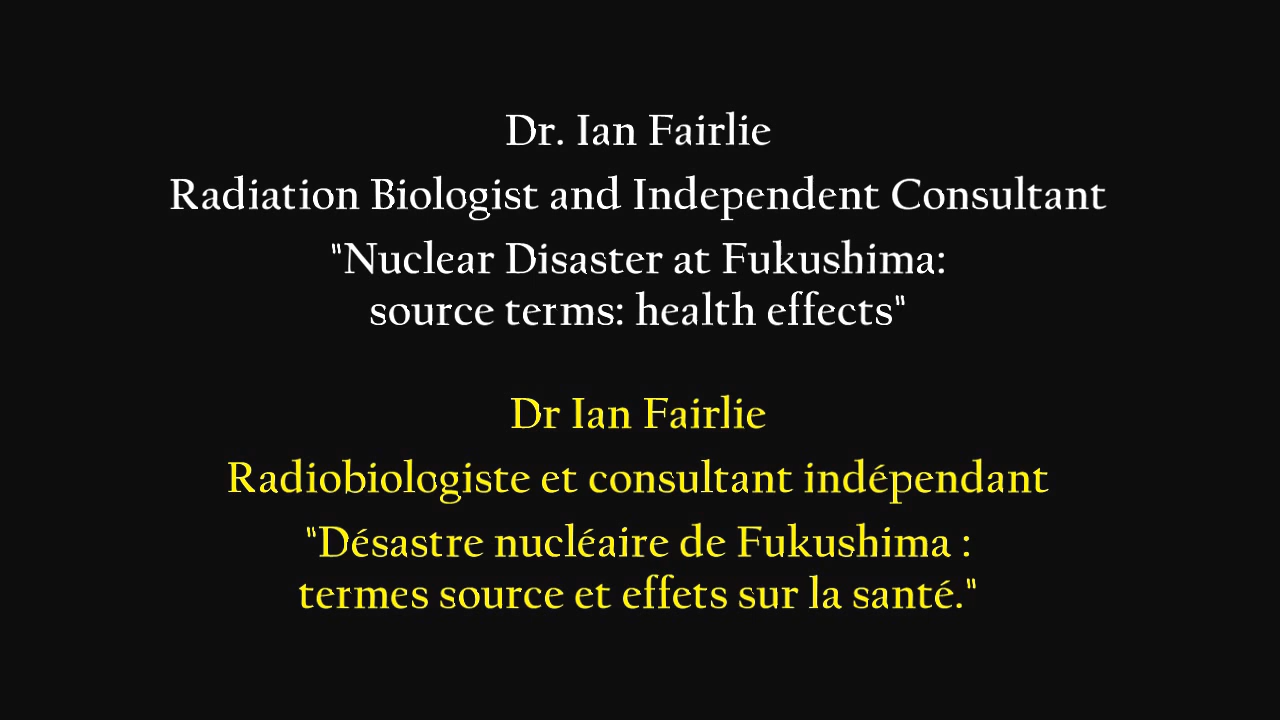 Dr. Ian Fairlie
Radiation Biologist and Independent Consultant
"Nuclear Disaster at Fukushima:
source terms: health effects"
Dr Ian Fairlie
Radiobiologiste et consultant indépendant
"Désastre nucléaire de Fukushima :
termes source et effets sur la santé."